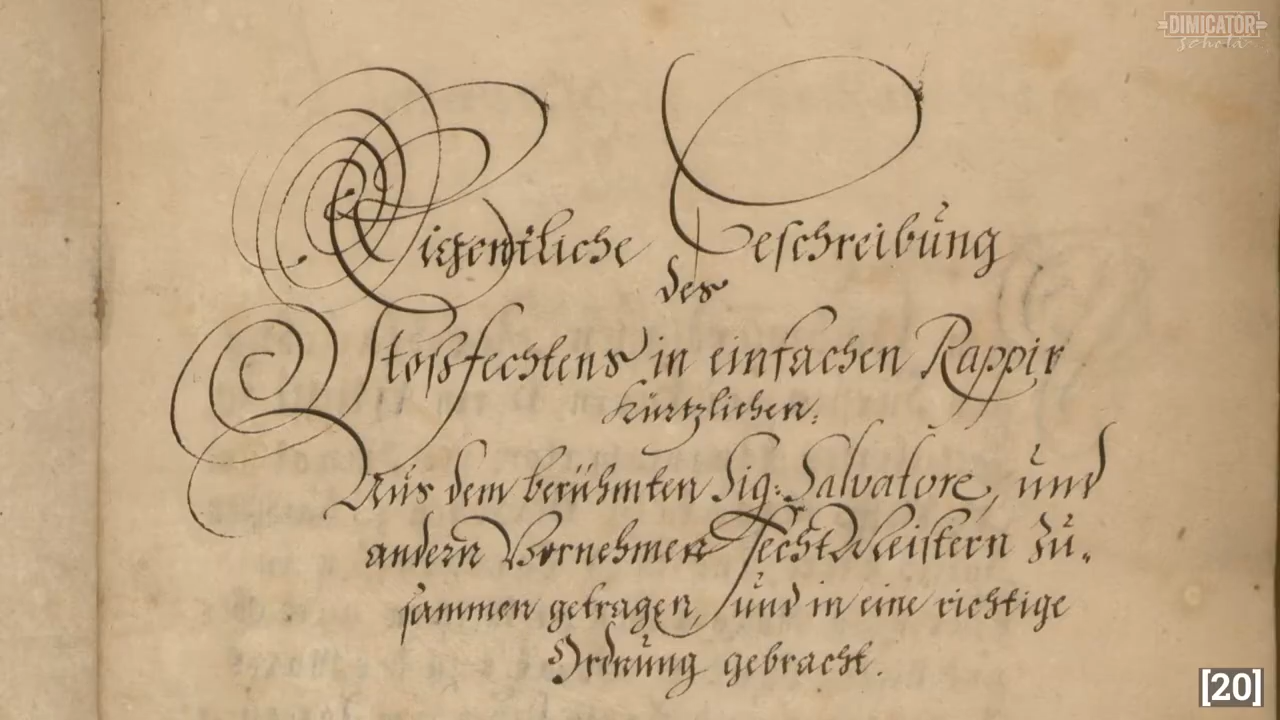 DIMICATOR
schola
Eigentliche Beschreibung
des
Stoßfechtens in einfachen Rappir
Kürtzlichen.
Aus dem berühmten Sig: Salvatore, und
andern Vornehmen FechtMeistern Zu-
sammen getragen, und in eine richtige
Ordnung gebracht.
[20]